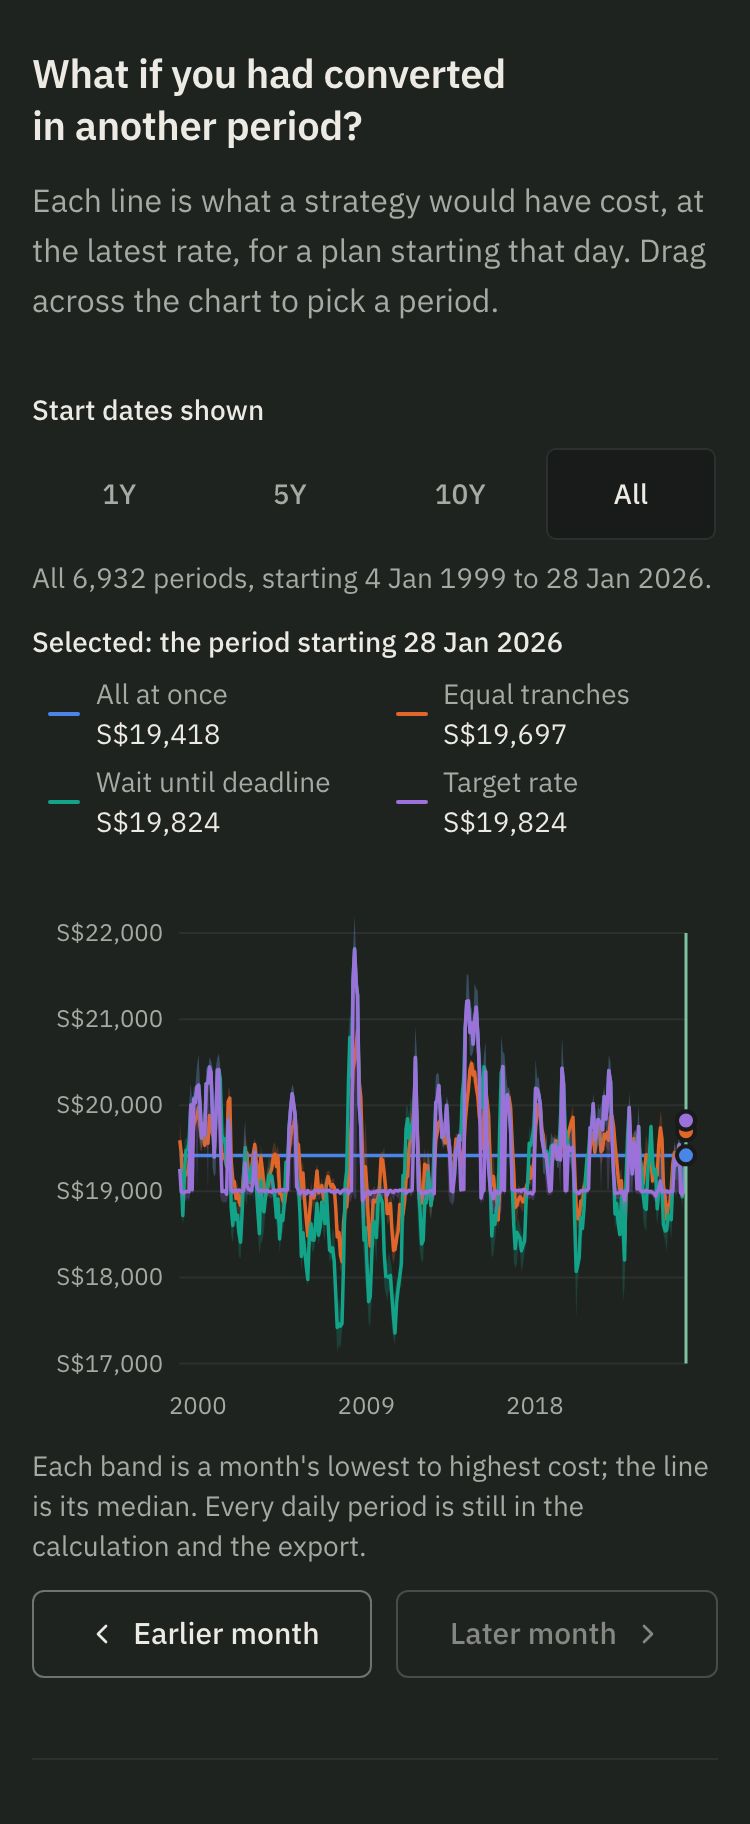 What if you had converted
in another period?
Each line is what a strategy would have cost, at
the latest rate, for a plan starting that day. Drag
across the chart to pick a period.
Start dates shown
1Y 5Y 10Y All
All 6,932 periods, starting 4 Jan 1999 to 28 Jan 2026.
Selected: the period starting 28 Jan 2026
All at once
S$19,418
Equal tranches
S$19,697
Wait until deadline
S$19,824
Target rate
S$19,824
S$22,000
S$21,000
S$20,000
S$19,000
S$18,000
S$17,000
2000 2009 2018
Each band is a month's lowest to highest cost; the line
is its median. Every daily period is still in the
calculation and the export.
Earlier month
Later month